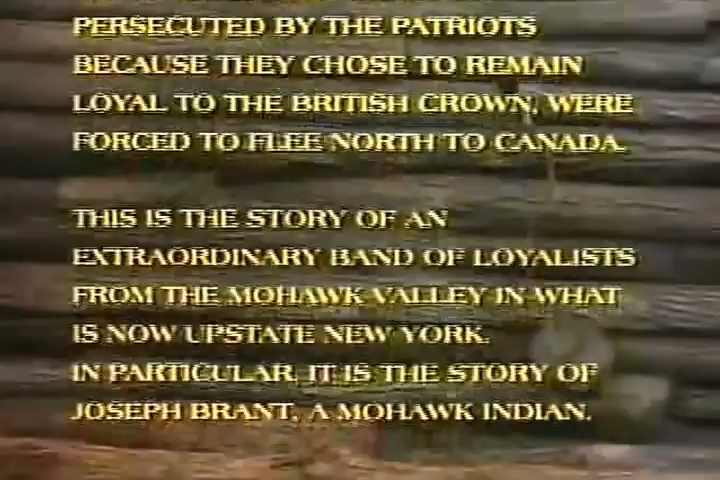 PERSECUTED BY THE PATRIOTS
BECAUSE THEY CHOSE TO REMAIN
LOYAL TO THE BRITISH CROWN, WERE
FORCED TO FLEE NORTH TO CANADA.
THIS IS THE STORY OF AN
EXTRAORDINARY BAND OF LOYALISTS
FROM THE MOHAWK VALLEY IN WHAT
IS NOW UPSTATE NEW YORK.
IN PARTICULAR, IT IS THE STORY OF
JOSEPH BRANT, A MOHAWK INDIAN.